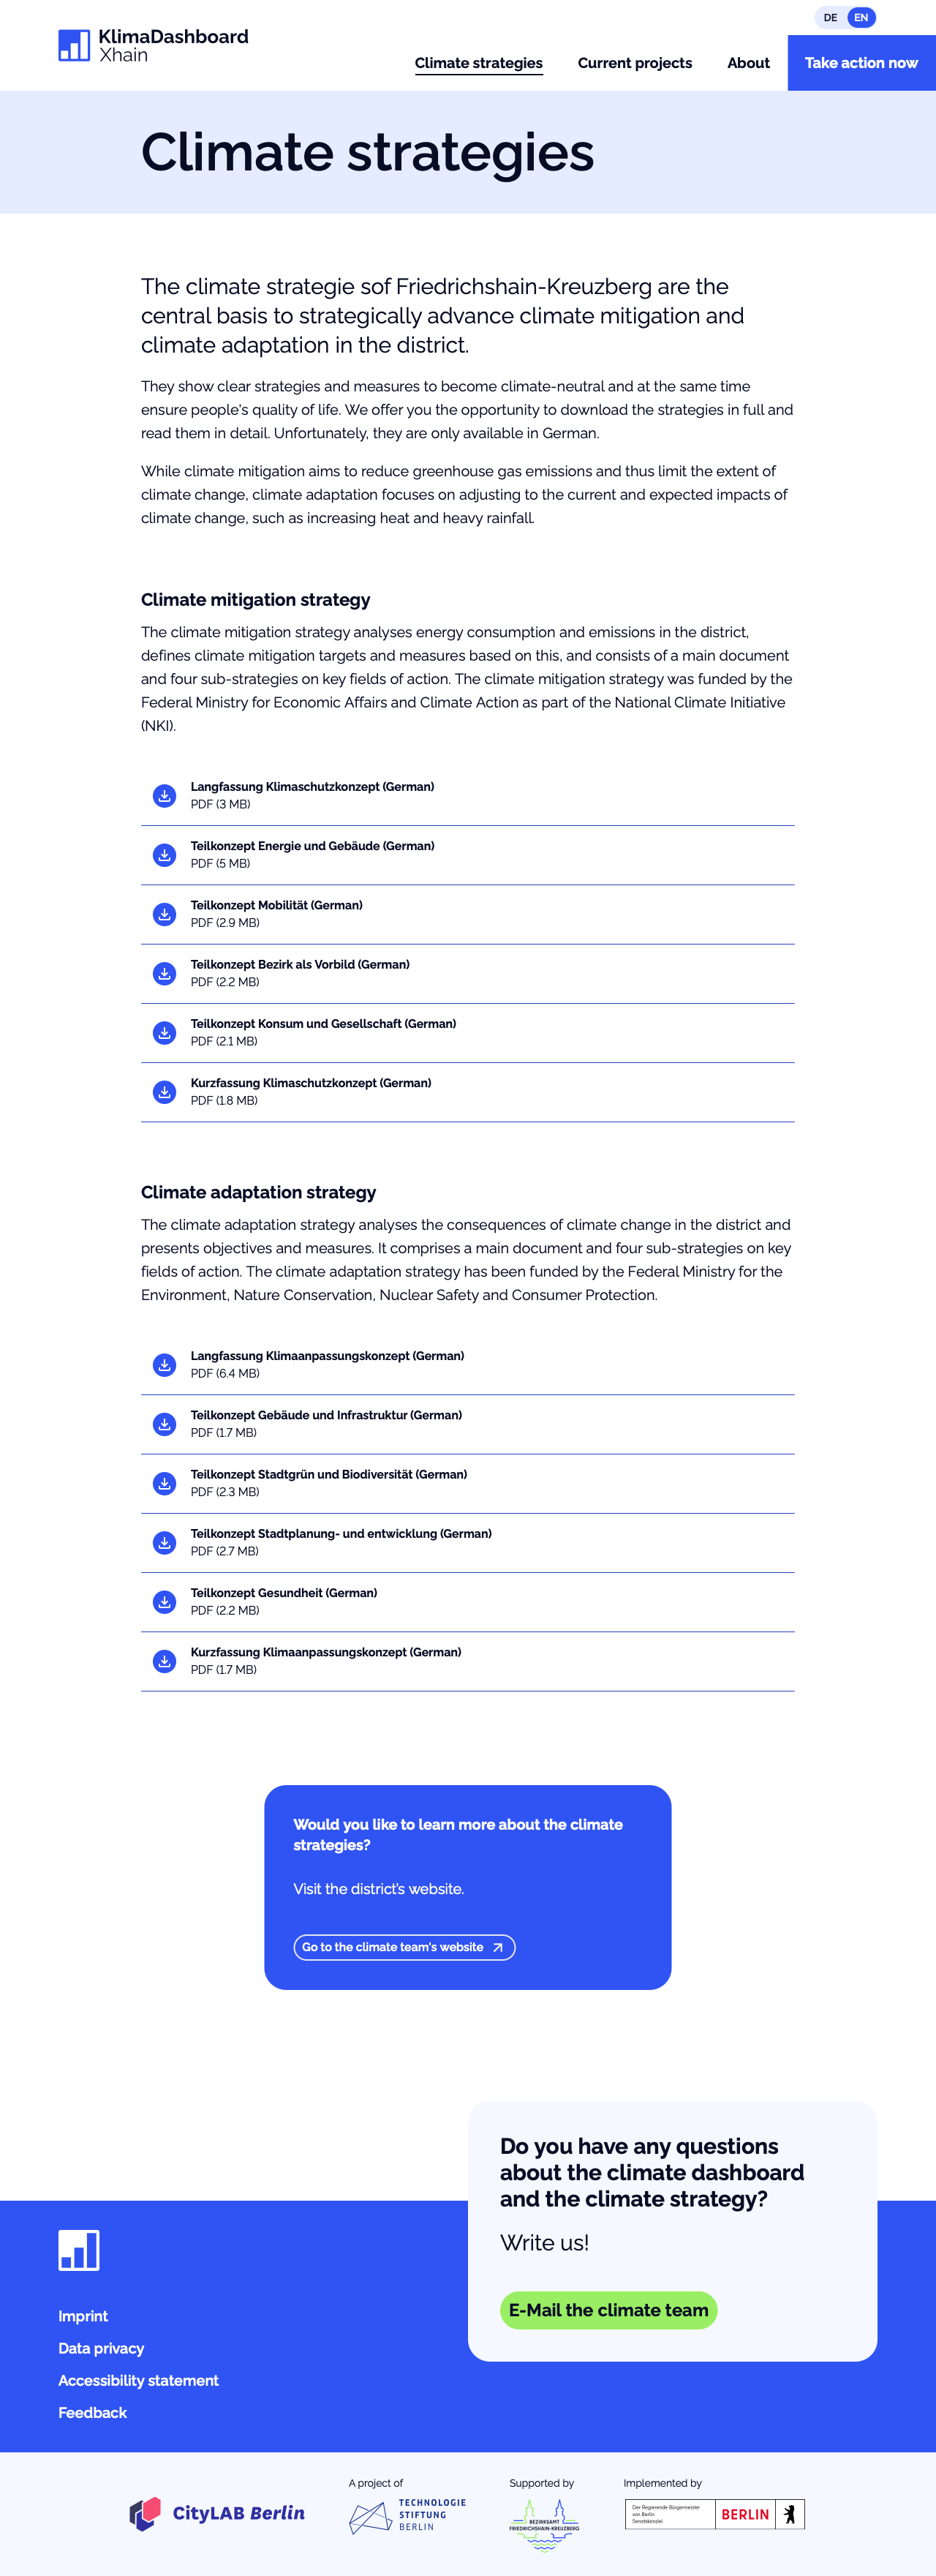 DE EN
KlimaDashboard
Xhain
Climate strategies Current projects About Take action now
Climate strategies
The climate strategie sof Friedrichshain-Kreuzberg are the
central basis to strategically advance climate mitigation and
climate adaptation in the district.
They show clear strategies and measures to become climate-neutral and at the same time
ensure people's quality of life. We offer you the opportunity to download the strategies in full and
read them in detail. Unfortunately, they are only available in German.
While climate mitigation aims to reduce greenhouse gas emissions and thus limit the extent of
climate change, climate adaptation focuses on adjusting to the current and expected impacts of
climate change, such as increasing heat and heavy rainfall.
Climate mitigation strategy
The climate mitigation strategy analyses energy consumption and emissions in the district,
defines climate mitigation targets and measures based on this, and consists of a main document
and four sub-strategies on key fields of action. The climate mitigation strategy was funded by the
Federal Ministry for Economic Affairs and Climate Action as part of the National Climate Initiative
(NKI).
Langfassung Klimaschutzkonzept (German)
PDF (3 MB)
Teilkonzept Energie und Gebäude (German)
PDF (5 MB)
Teilkonzept Mobilität (German)
PDF (2.9 MB)
Teilkonzept Bezirk als Vorbild (German)
PDF (2.2 MB)
Teilkonzept Konsum und Gesellschaft (German)
PDF (2.1 MB)
Kurzfassung Klimaschutzkonzept (German)
PDF (1.8 MB)
Climate adaptation strategy
The climate adaptation strategy analyses the consequences of climate change in the district and
presents objectives and measures. It comprises a main document and four sub-strategies on key
fields of action. The climate adaptation strategy has been funded by the Federal Ministry for the
Environment, Nature Conservation, Nuclear Safety and Consumer Protection.
Langfassung Klimaanpassungskonzept (German)
PDF (6.4 MB)
Teilkonzept Gebäude und Infrastruktur (German)
PDF (1.7 MB)
Teilkonzept Stadtgrün und Biodiversität (German)
PDF (2.3 MB)
Teilkonzept Stadtplanung- und entwicklung (German)
PDF (2.7 MB)
Teilkonzept Gesundheit (German)
PDF (2.2 MB)
Kurzfassung Klimaanpassungskonzept (German)
PDF (1.7 MB)
Would you like to learn more about the climate
strategies?
Visit the district's website.
Go to the climate team's website
Do you have any questions
about the climate dashboard
and the climate strategy?
Write us!
E-Mail the climate team
Imprint
Data privacy
Accessibility statement
Feedback
CityLAB Berlin
A project of
TECHNOLOGIE
STIFTUNG
BERLIN
Supported by
BEZIRKSAMT
FRIEDRICHSHAIN-KREUZBERG
Implemented by
Der Regierende Bürgermeister
von Berlin
Senatskanzlei
BERLIN